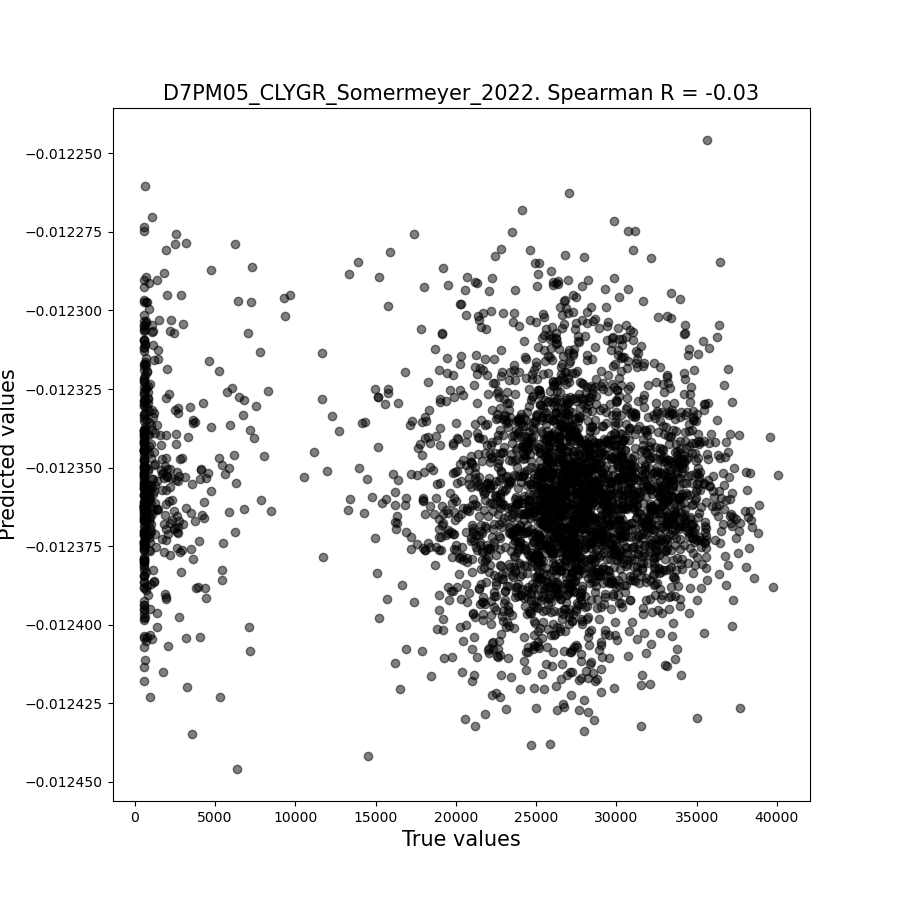 D7PM05_CLYGR_Somermeyer_2022. Spearman R = -0.03
Predicted values
−0.012250
−0.012275
−0.012300
−0.012325
−0.012350
−0.012375
−0.012400
−0.012425
−0.012450
0 5000 10000 15000 20000 25000 30000 35000 40000
True values